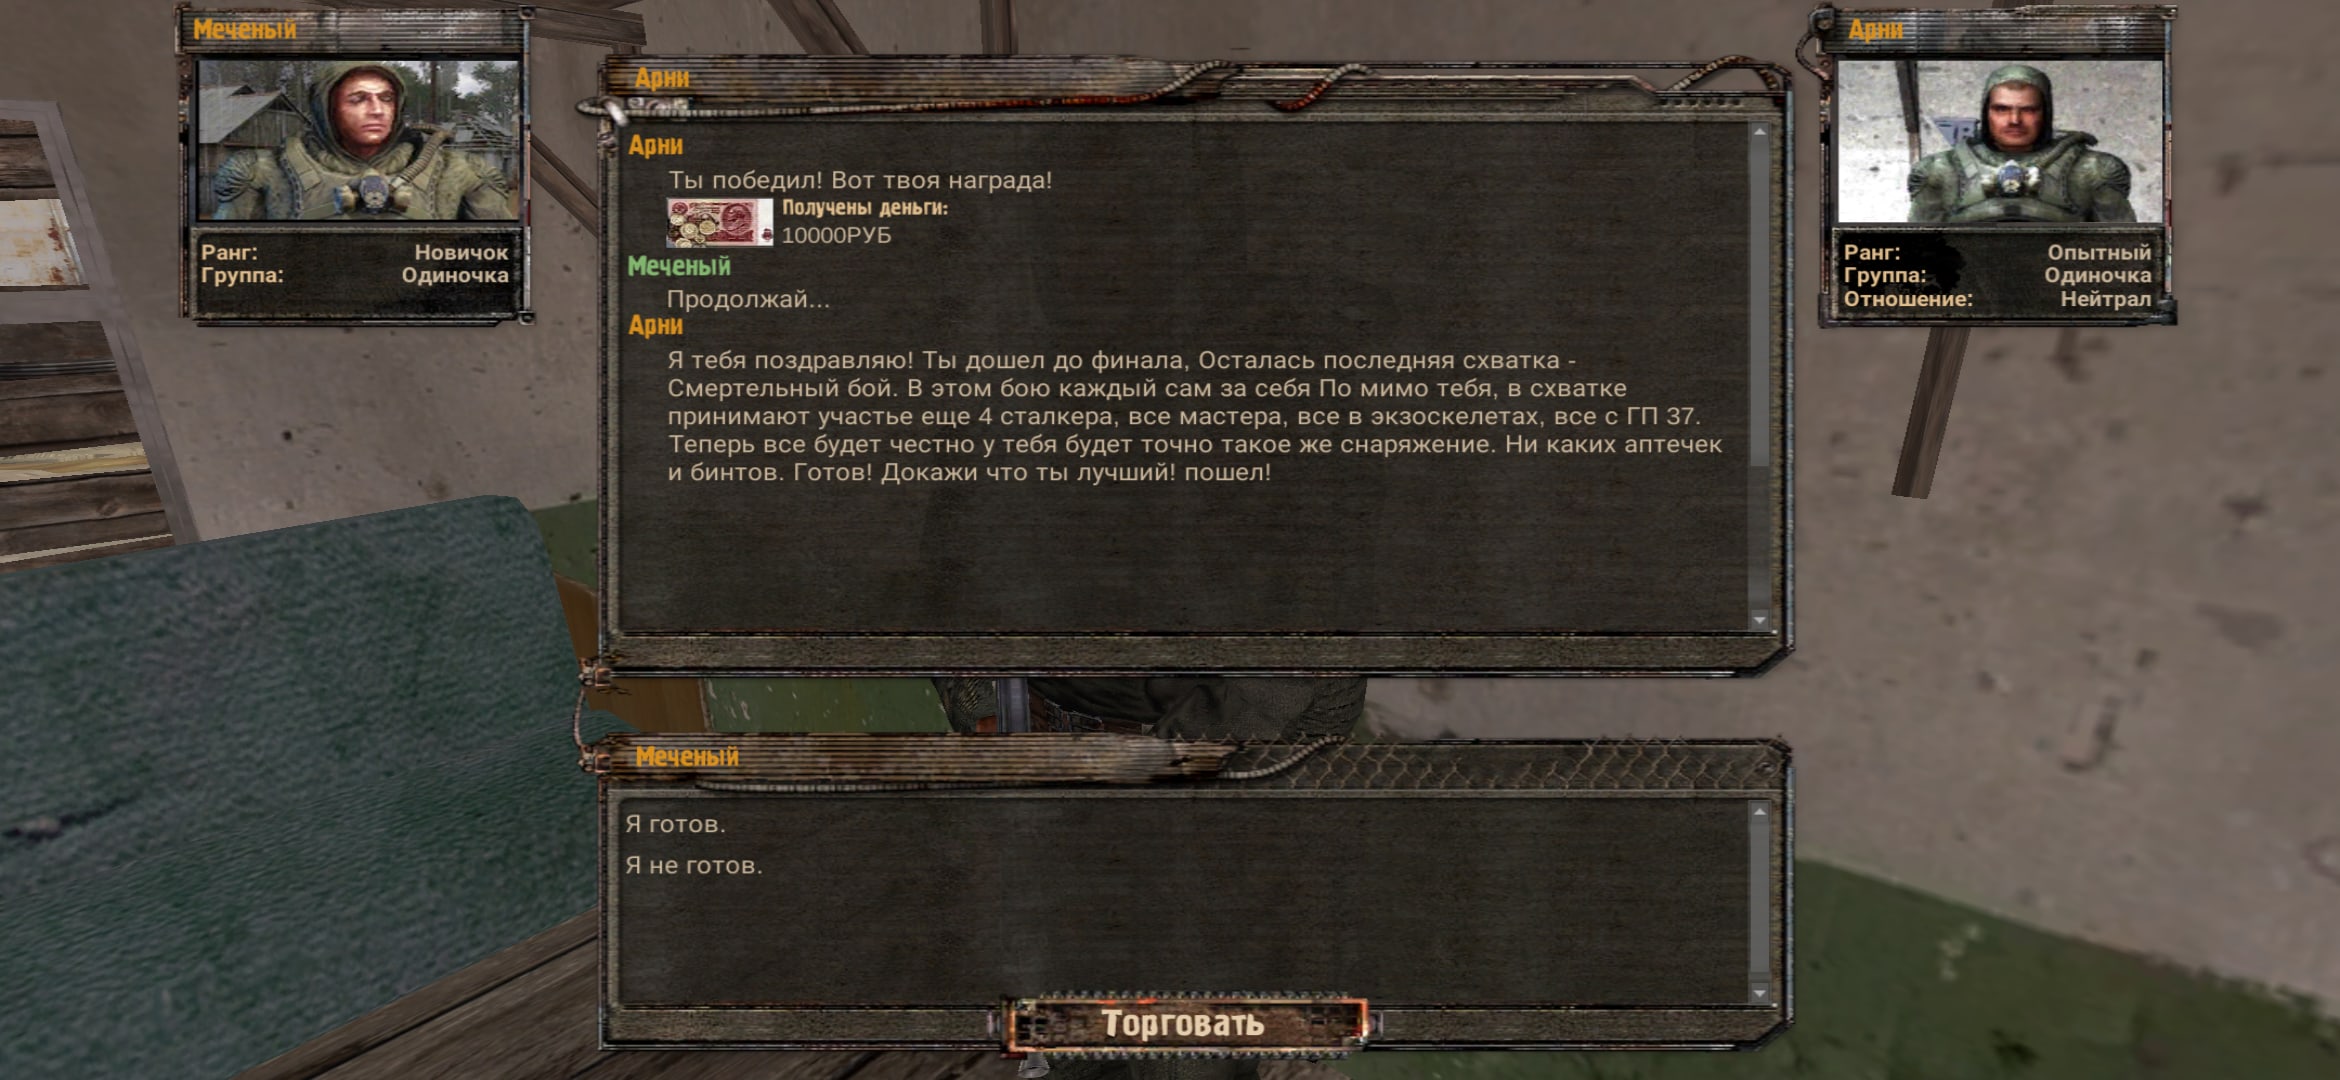 Меченый
Ранг: Новичок
Группа: Одиночка
Арни
Арни
Ты победил! Вот твоя награда!
Получены деньги:
10000РУБ
Меченый
Продолжай...
Арни
Я тебя поздравляю! Ты дошел до финала, Осталась последняя схватка -
Смертельный бой. В этом бою каждый сам за себя По мимо тебя, в схватке
принимают участье еще 4 сталкера, все мастера, все в экзоскелетах, все с ГП 37.
Теперь все будет честно у тебя будет точно такое же снаряжение. Ни каких аптечек
и бинтов. Готов! Докажи что ты лучший! пошел!
Арни
Ранг: Опытный
Группа: Одиночка
Отношение: Нейтрал
Меченый
Я готов.
Я не готов.
Торговать